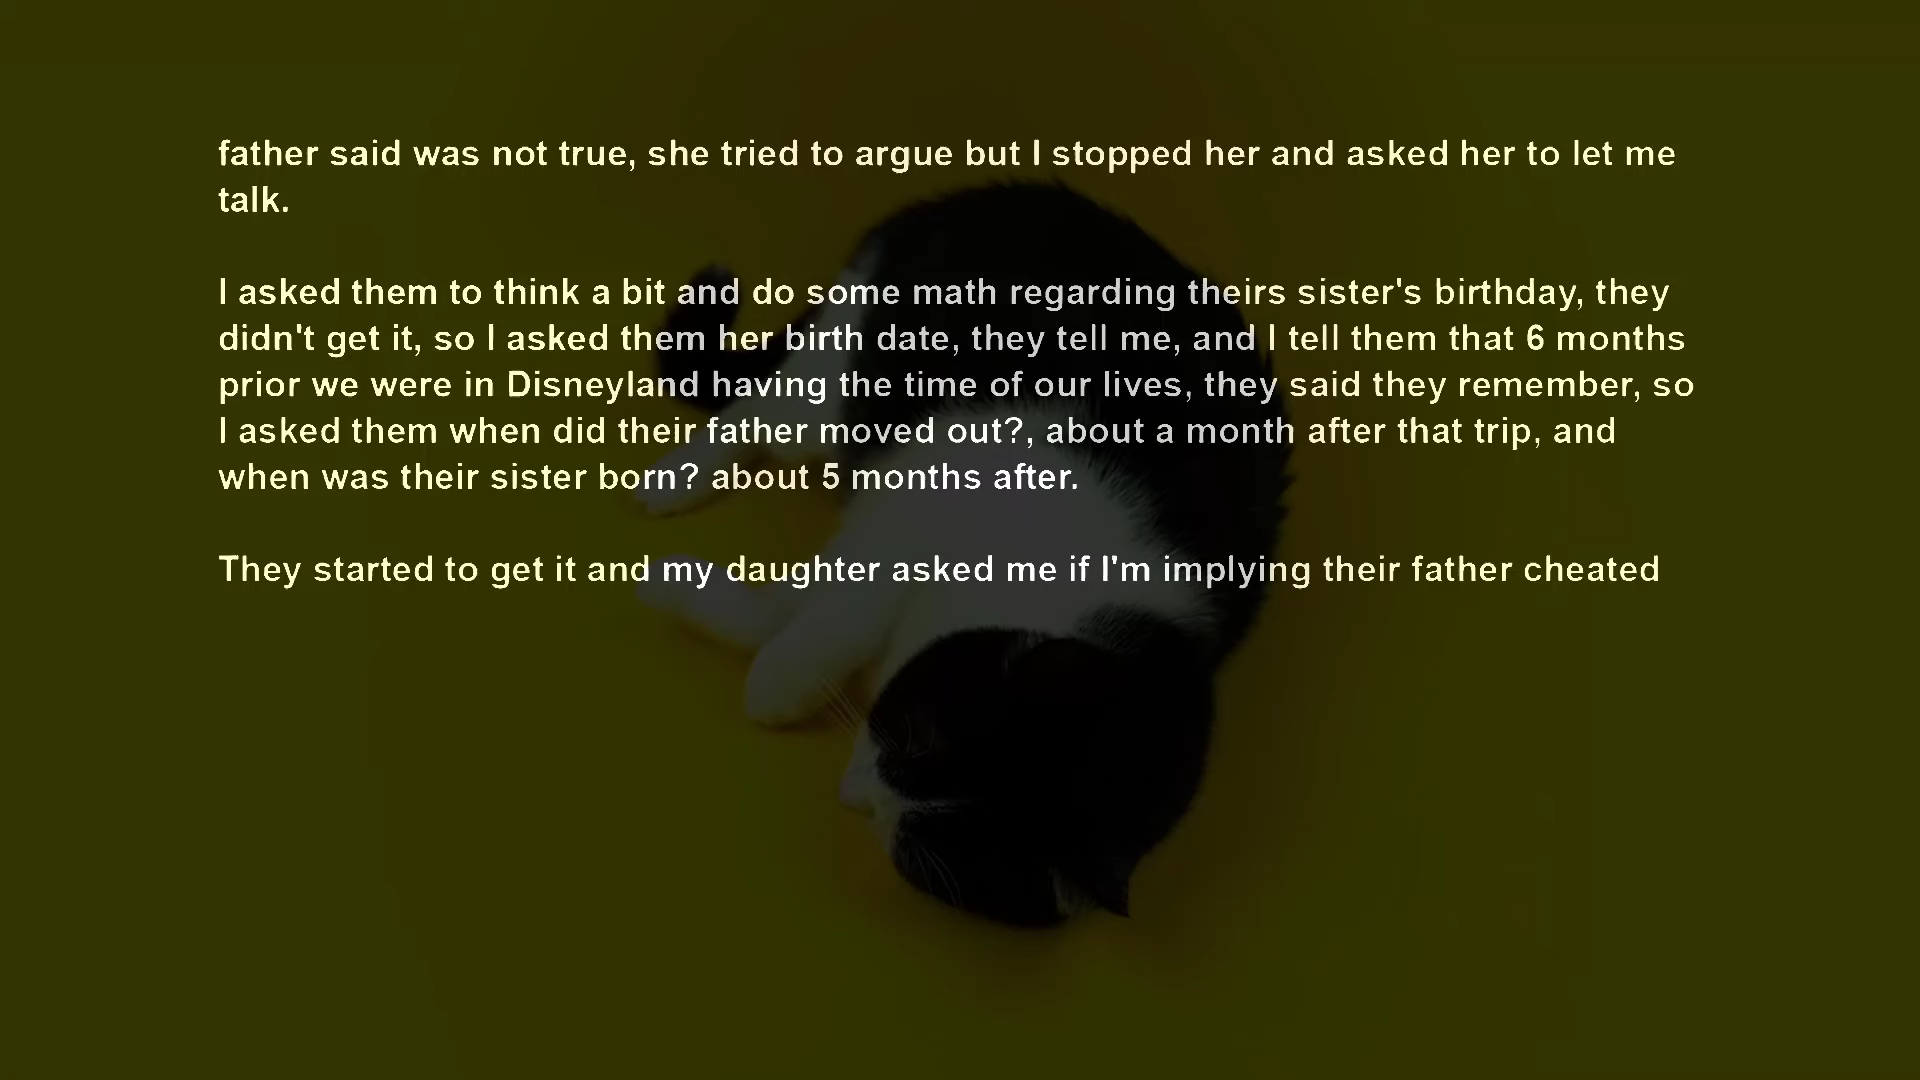 father said was not true, she tried to argue but I stopped her and asked her to let me
talk.
I asked them to think a bit and do some math regarding theirs sister's birthday, they
didn't get it, so I asked them her birth date, they tell me, and I tell them that 6 months
prior we were in Disneyland having the time of our lives, they said they remember, so
I asked them when did their father moved out?, about a month after that trip, and
when was their sister born? about 5 months after.
They started to get it and my daughter asked me if I'm implying their father cheated